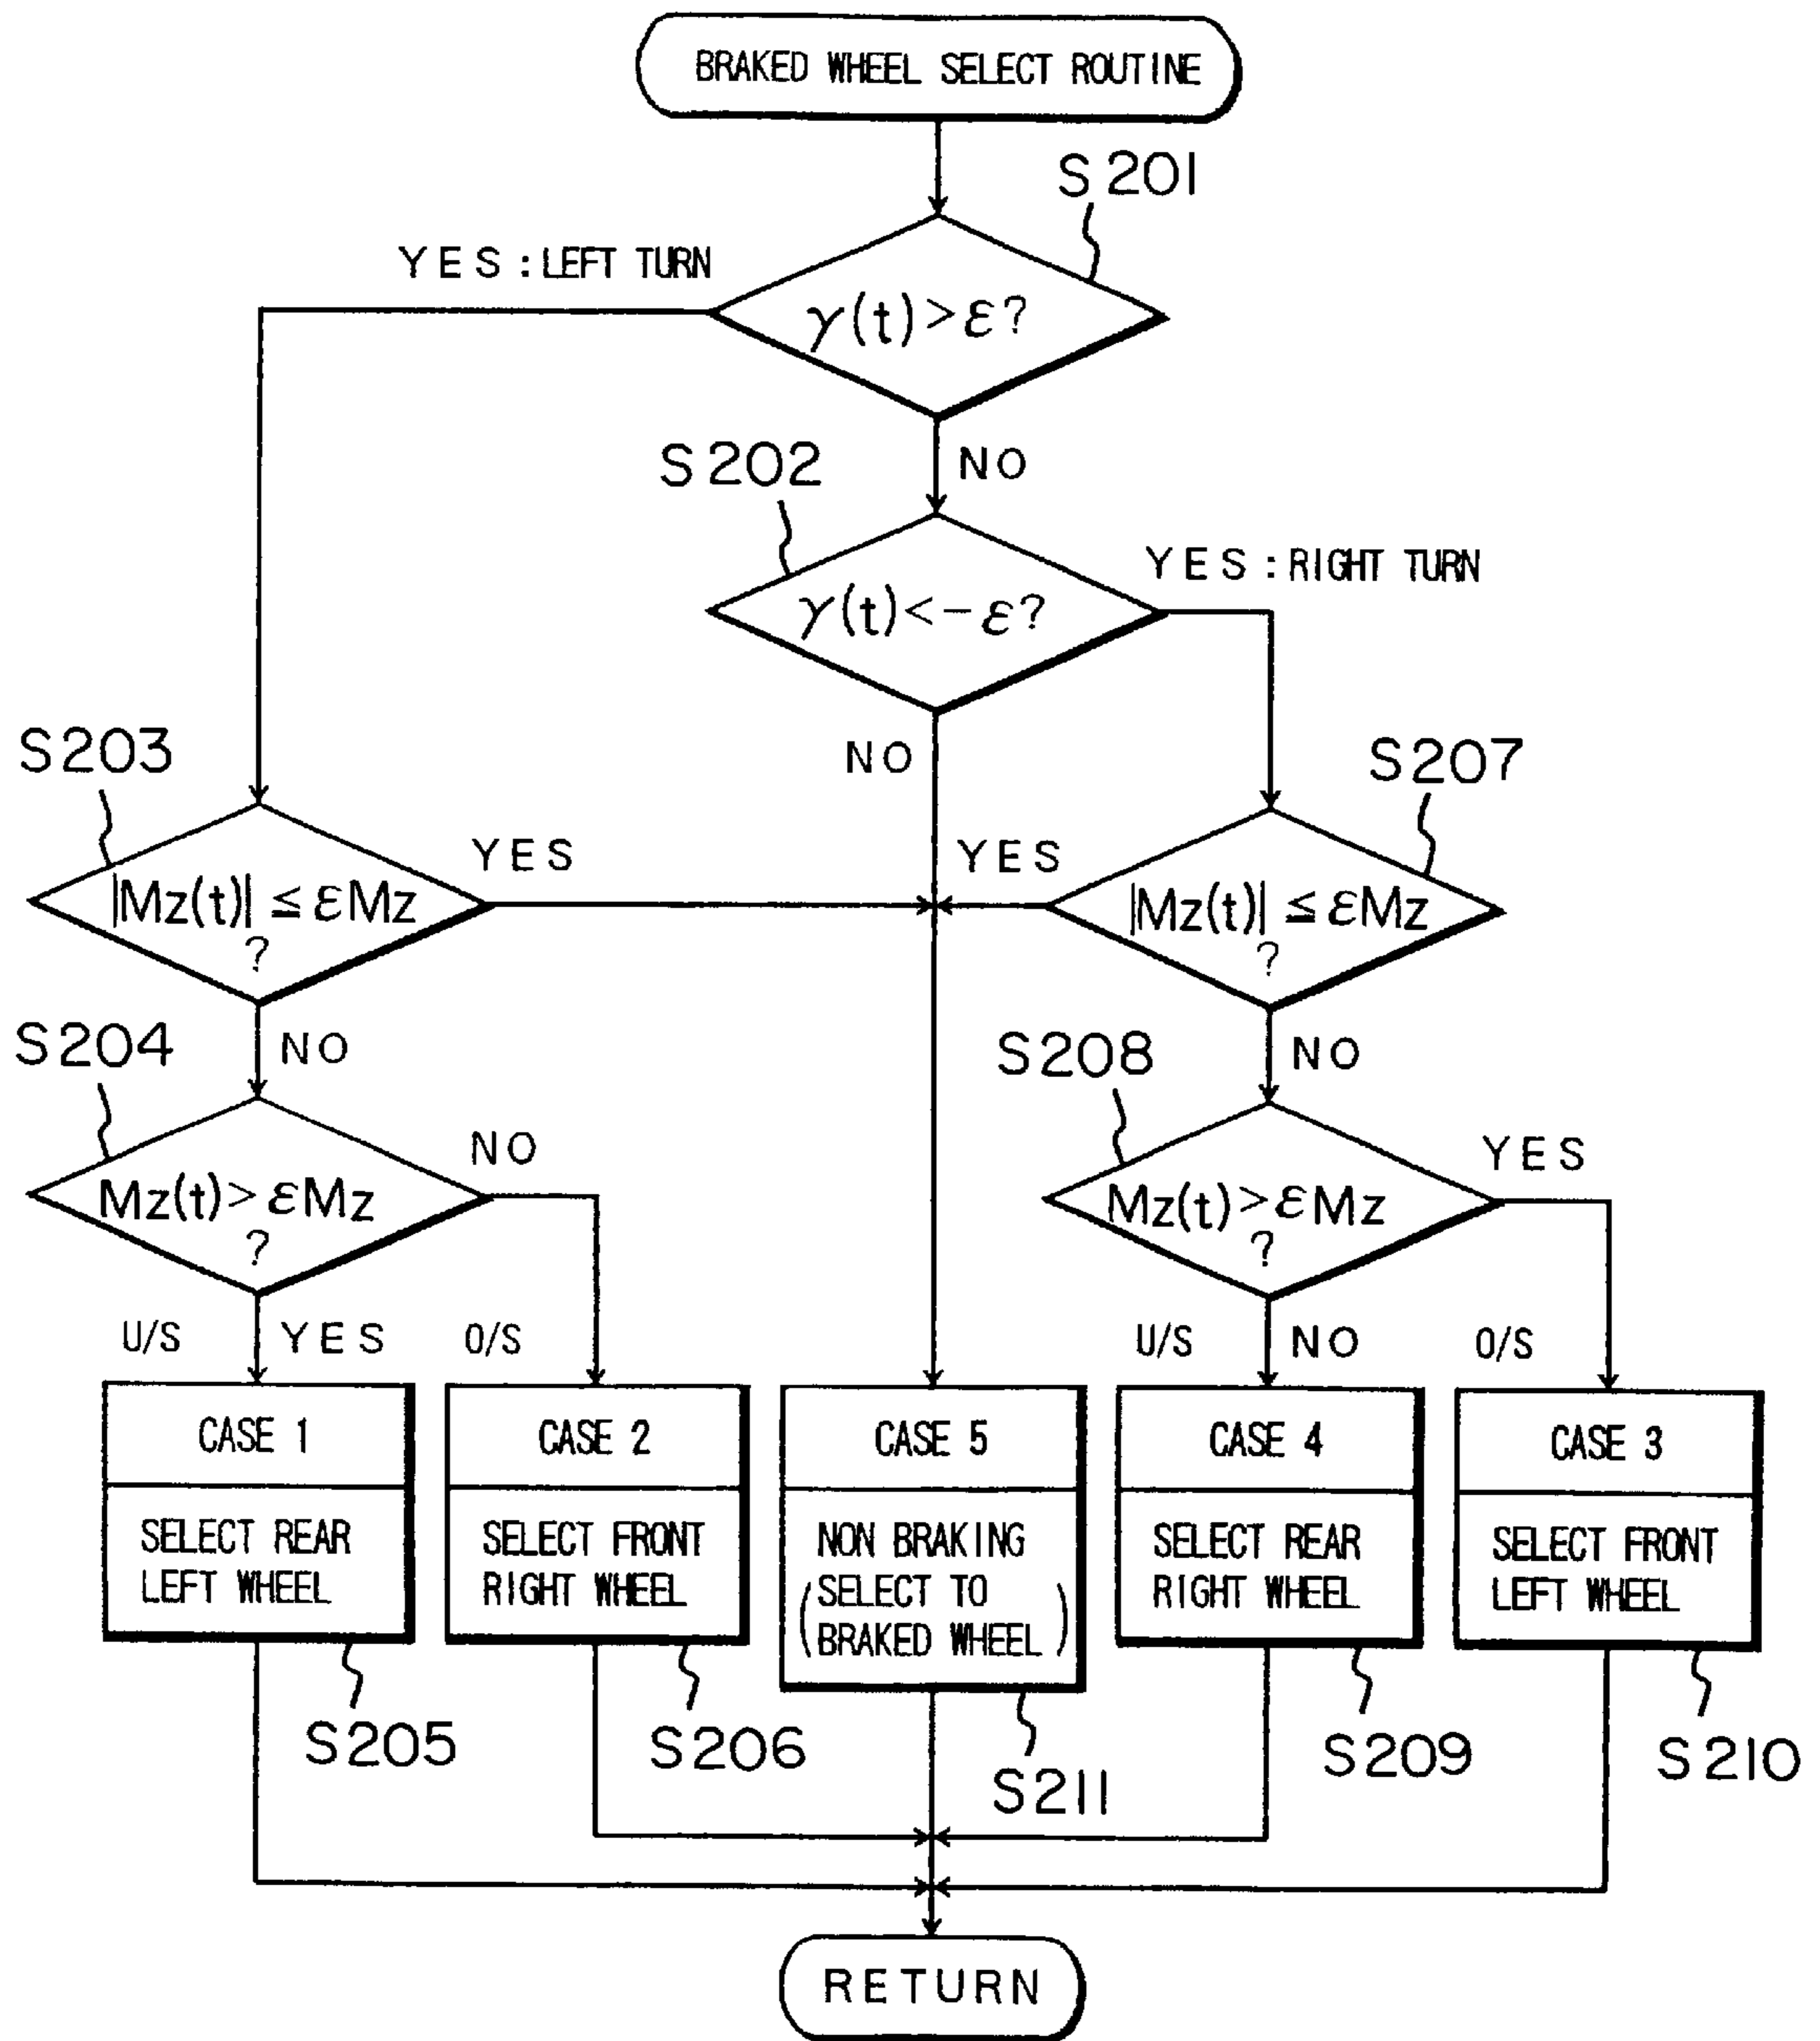 BRAKED WHEEL SELECT ROUTINE
S201
YES:LEFT TURN
γ(t)>ε?
S202
NO
YES:RIGHT TURN
γ(t)<-ε?
S203
NO
S207
YES
YES
|Mz(t)|≤εMz
?
|Mz(t)|≤εMz
?
S204
NO
S208
NO
NO
YES
Mz(t)>εMz
?
Mz(t)>εMz
?
U/S
YES
O/S
U/S
NO
O/S
CASE 1
SELECT REAR
LEFT WHEEL
CASE 2
SELECT FRONT
RIGHT WHEEL
CASE 5
NON BRAKING
(SELECT TO
BRAKED WHEEL)
CASE 4
SELECT REAR
RIGHT WHEEL
CASE 3
SELECT FRONT
LEFT WHEEL
S205
S206
S211
S209
S210
RETURN